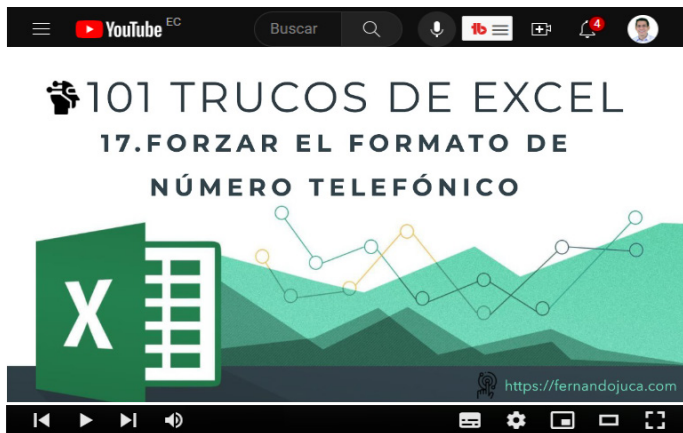 YouTube EC
Buscar
4
101 TRUCOS DE EXCEL
17.FORZAR EL FORMATO DE
NÚMERO TELEFÓNICO
X
https://fernandojuca.com